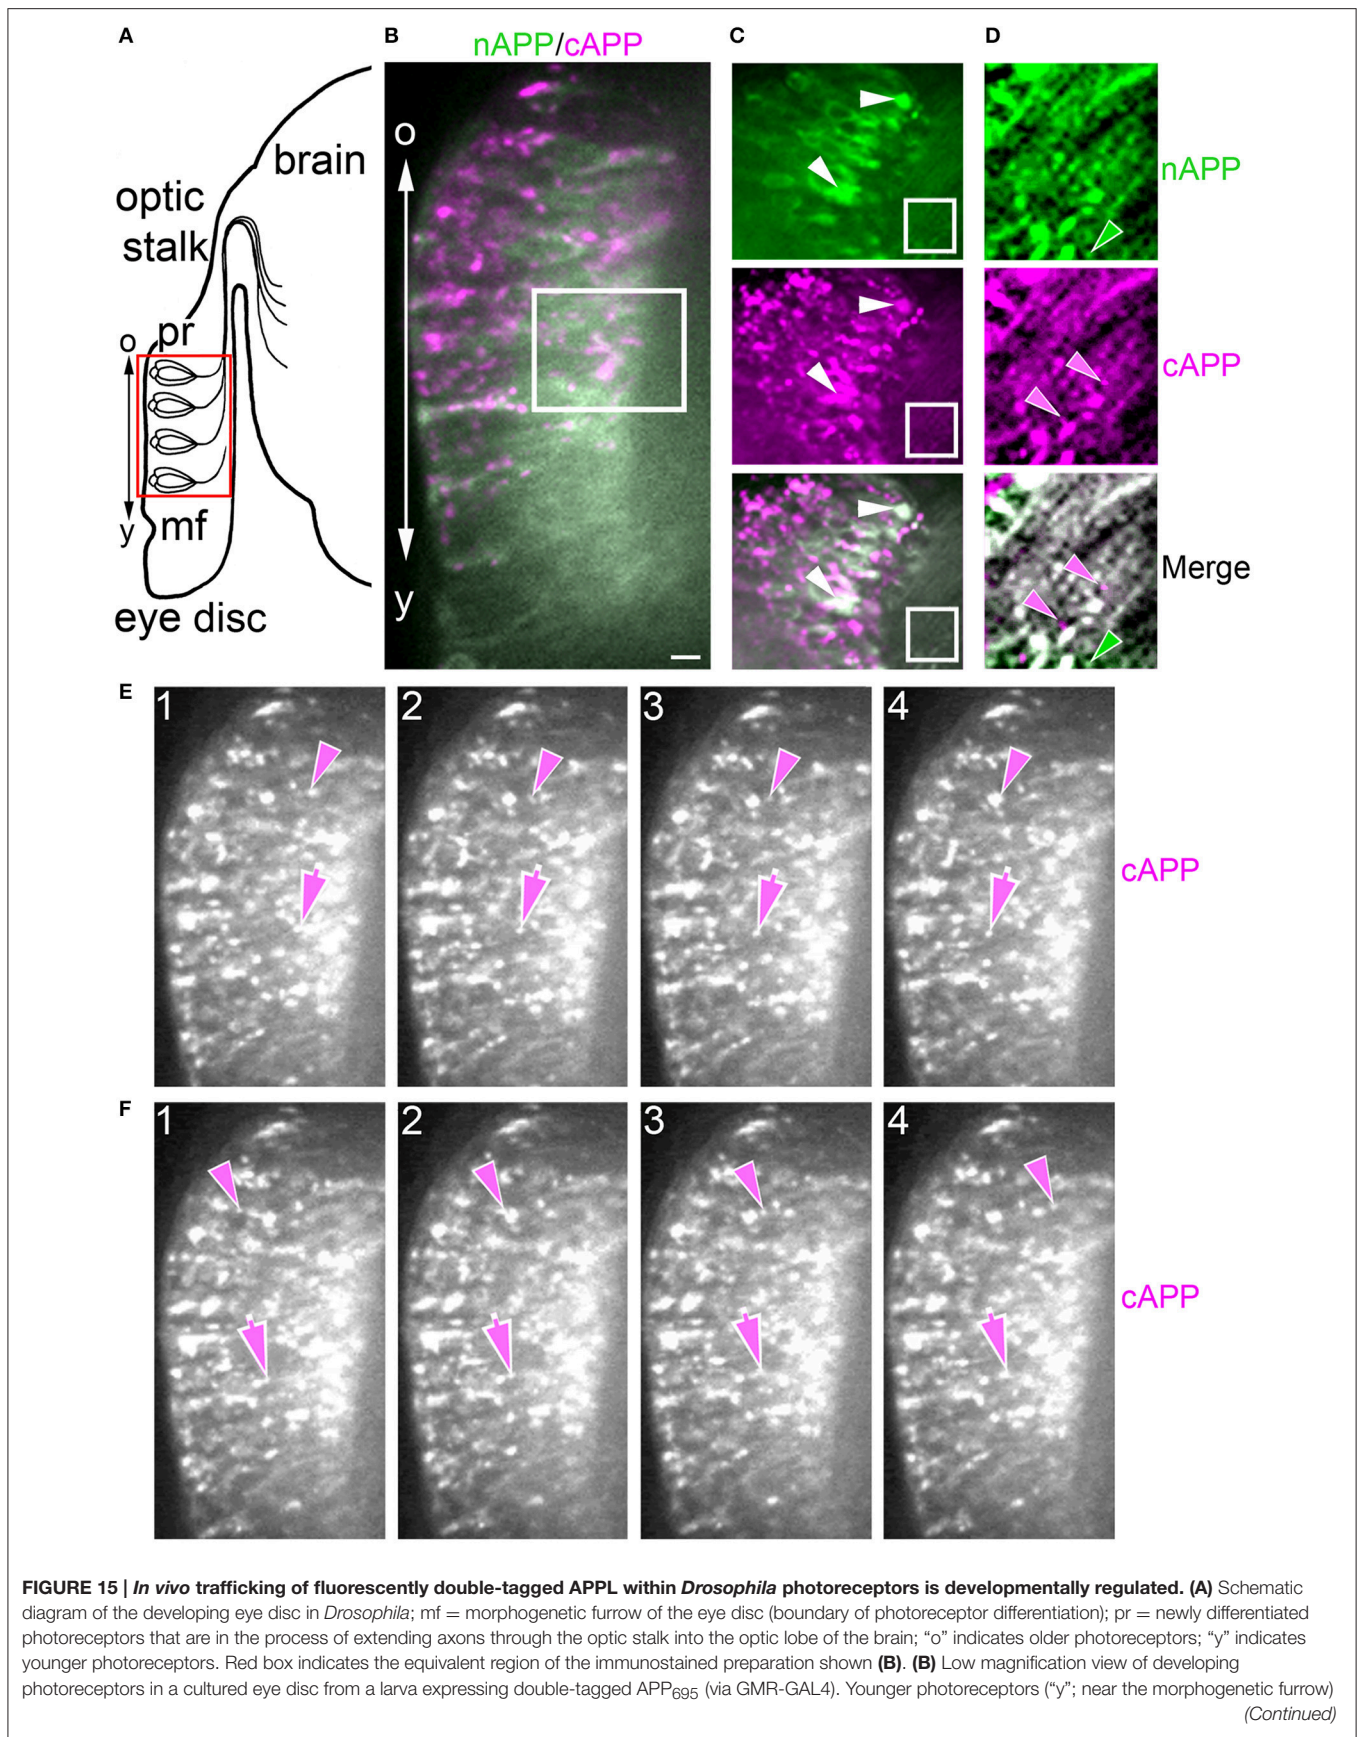 A
B
nAPP/cAPP
C
D
brain
optic
stalk
pr
o
y
mf
eye disc
o
y
nAPP
cAPP
Merge
E
1
2
3
4
cAPP
F
1
2
3
4
cAPP
FIGURE 15 | In vivo trafficking of fluorescently double-tagged APPL within Drosophila photoreceptors is developmentally regulated. (A) Schematic
diagram of the developing eye disc in Drosophila; mf = morphogenetic furrow of the eye disc (boundary of photoreceptor differentiation); pr = newly differentiated
photoreceptors that are in the process of extending axons through the optic stalk into the optic lobe of the brain; “o” indicates older photoreceptors; “y” indicates
younger photoreceptors. Red box indicates the equivalent region of the immunostained preparation shown (B). (B) Low magnification view of developing
photoreceptors in a cultured eye disc from a larva expressing double-tagged APP695 (via GMR-GAL4). Younger photoreceptors (“y”; near the morphogenetic furrow)
(Continued)